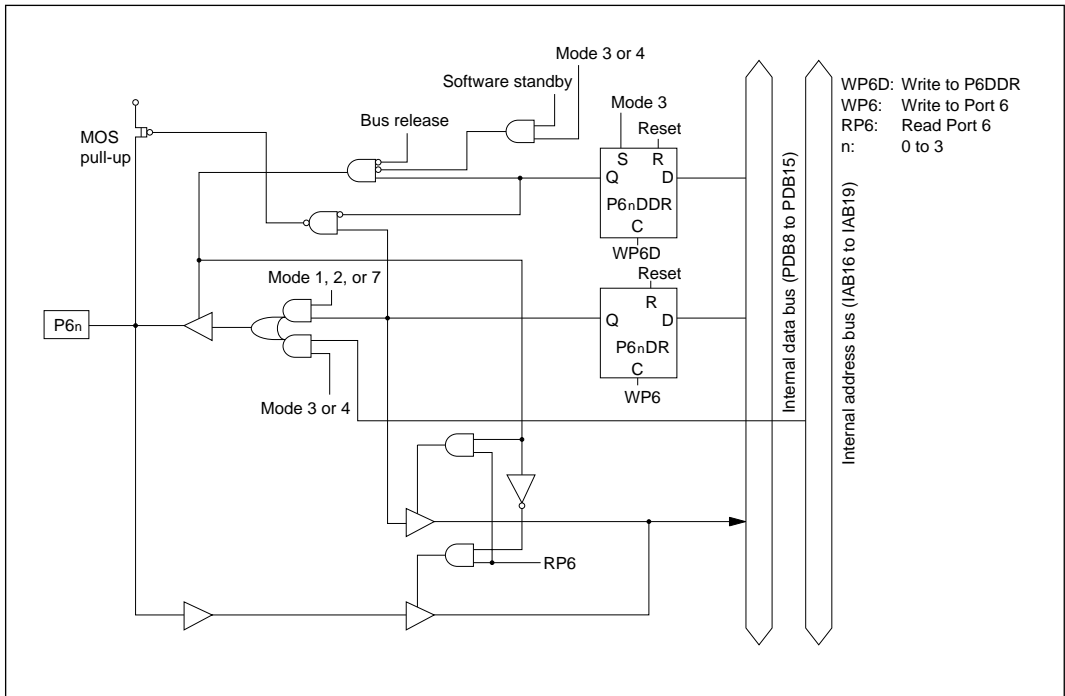 Mode 3 or 4
Software standby
Mode 3
Bus release
Reset
MOS
pull-up
S R
Q D
P6nDDR
C
WP6D
Reset
Mode 1, 2, or 7
R
Q D
P6n
P6nDR
C
WP6
Mode 3 or 4
RP6
Internal data bus (PDB8 to PDB15)
Internal address bus (IAB16 to IAB19)
WP6D: Write to P6DDR
WP6: Write to Port 6
RP6: Read Port 6
n: 0 to 3